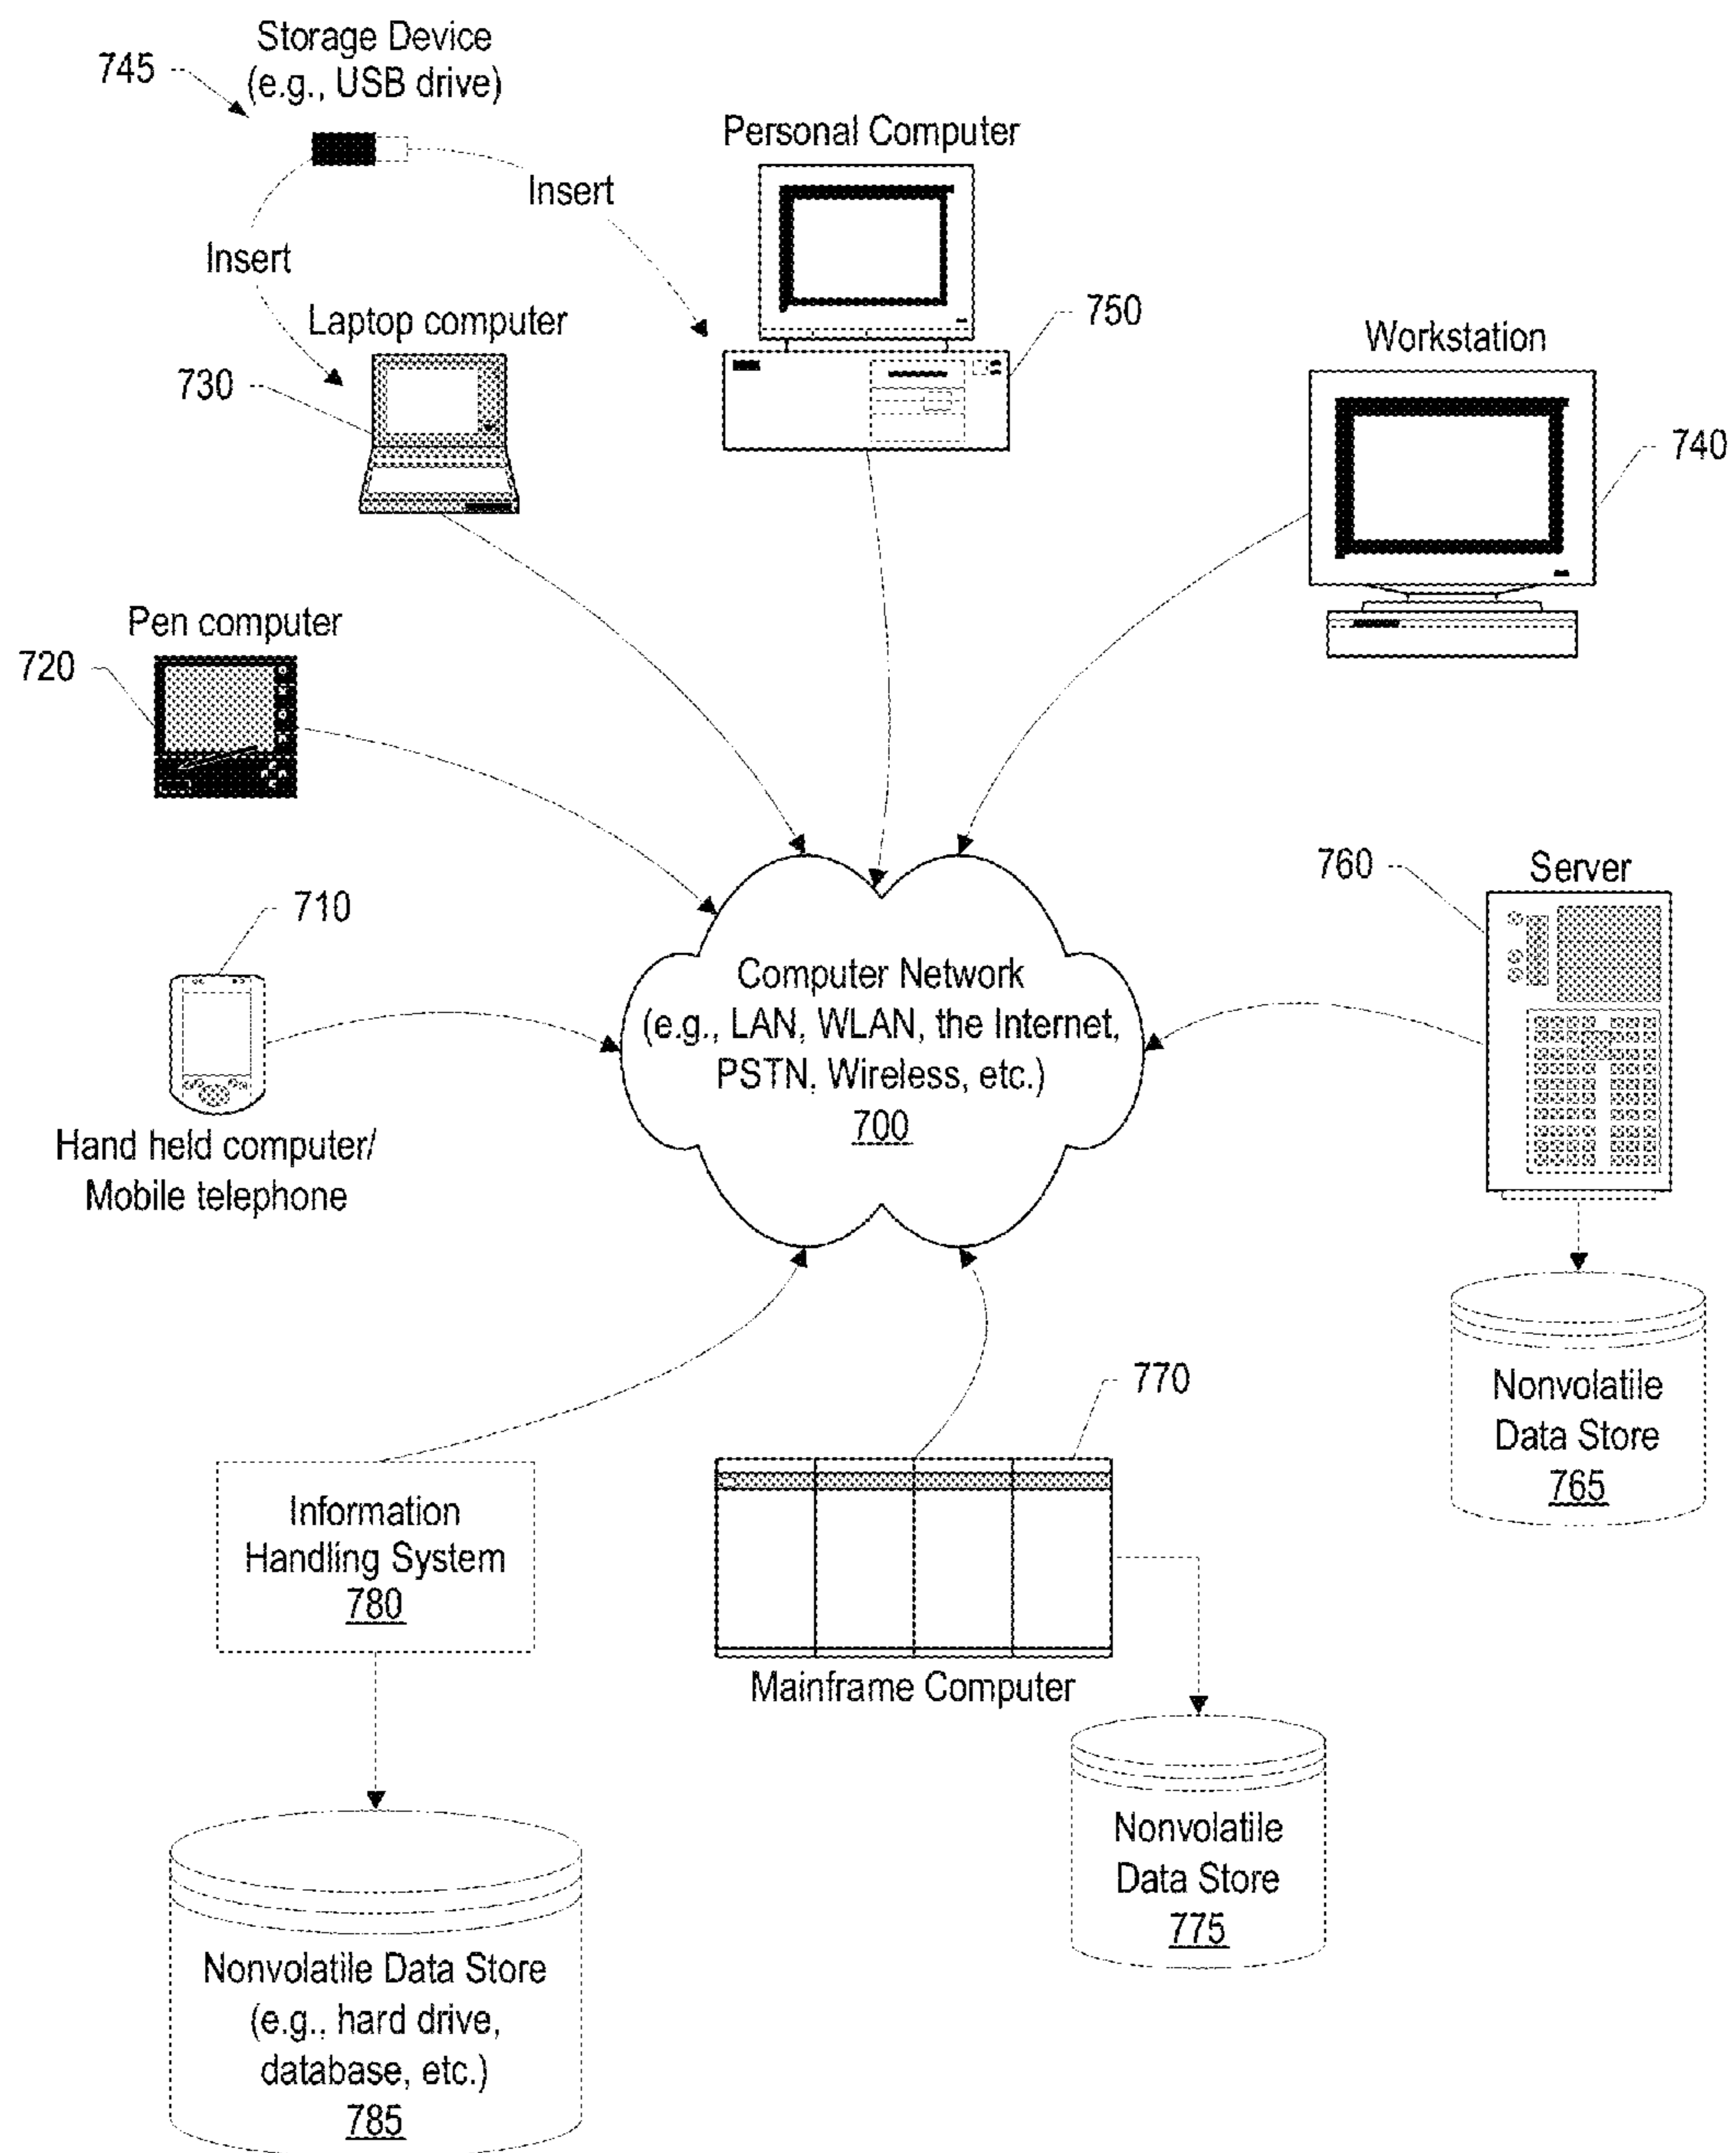 Storage Device
(e.g., USB drive)
745
Insert
Insert
Personal Computer
750
Laptop computer
730
Workstation
740
Pen computer
720
710
Hand held computer/
Mobile telephone
Computer Network
(e.g., LAN, WLAN, the Internet,
PSTN, Wireless, etc.)
700
760
Server
Nonvolatile
Data Store
765
770
Mainframe Computer
Nonvolatile
Data Store
775
Information
Handling System
780
Nonvolatile Data Store
(e.g., hard drive,
database, etc.)
785